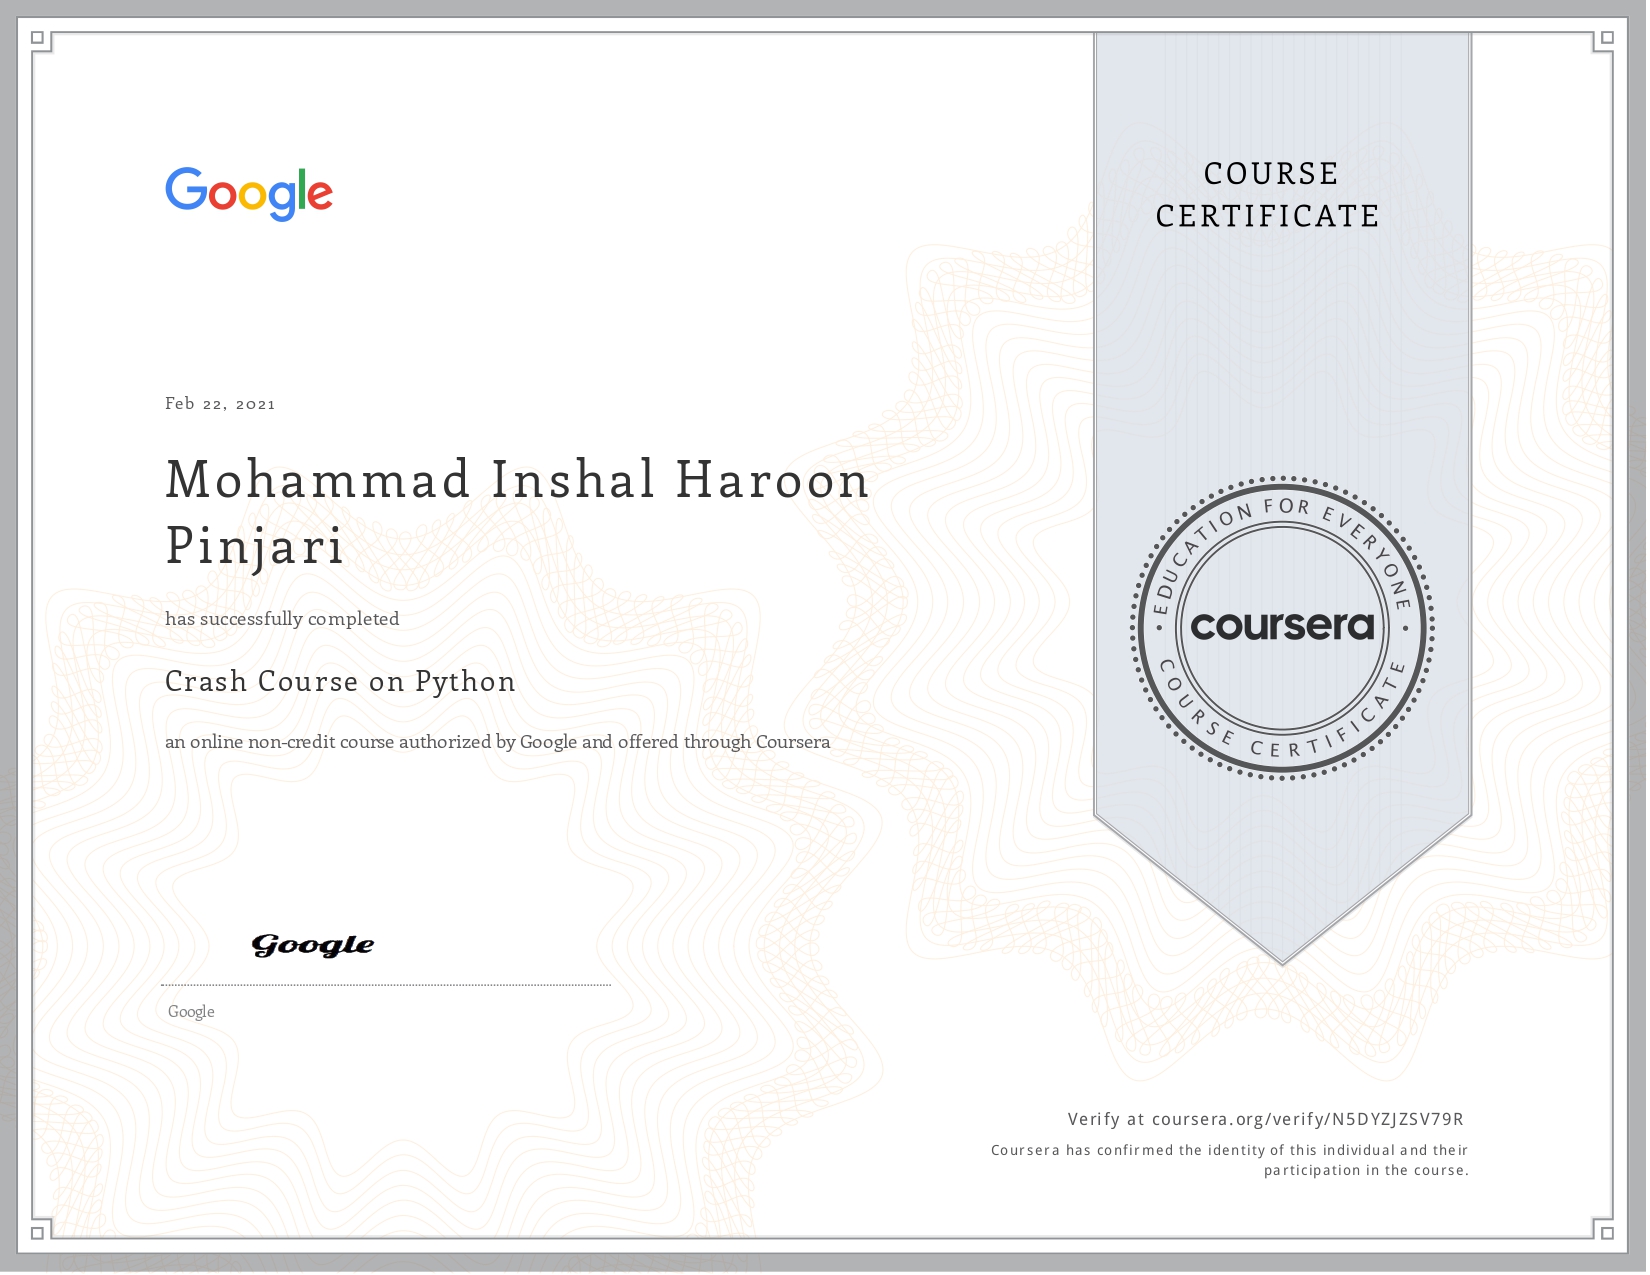 Google
COURSE
CERTIFICATE
Feb 22, 2021
Mohammad Inshal Haroon
Pinjari
has successfully completed
Crash Course on Python
an online non-credit course authorized by Google and offered through Coursera
EDUCATION FOR EVERYONE
coursera
COURSE CERTIFICATE
Google
Google
Verify at coursera.org/verify/N5DYZJZSV79R
Coursera has confirmed the identity of this individual and their
participation in the course.